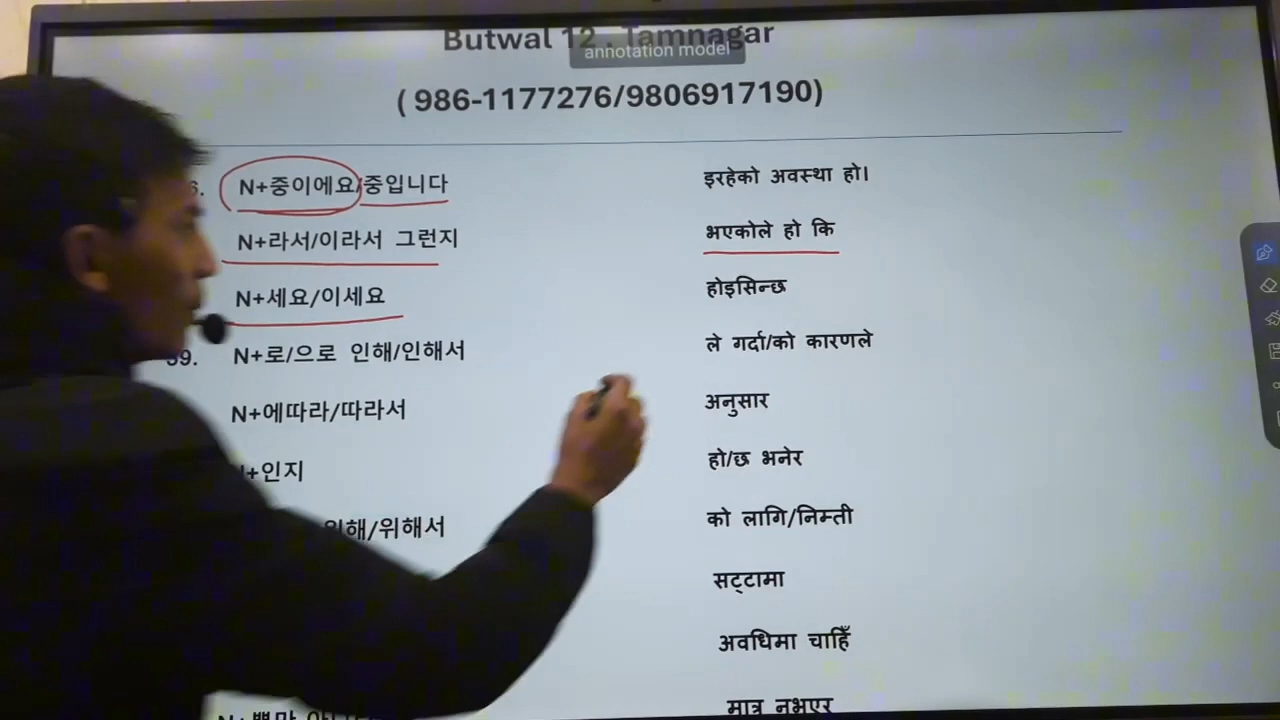 Butwal 12 , Tamnagar
annotation model
( 986-1177276/9806917190)
6. N+중이에요/중입니다 इरहेको अवस्था हो।
N+라서/이라서 그런지 भएकोले हो कि
N+세요/이세요 होइसिन्छ
39. N+로/으로 인해/인해서 ले गर्दा/को कारणले
N+에따라/따라서 अनुसार
+인지 हो/छ भनेर
위해/위해서 को लागि/निम्ती
सट्टामा
अवधिमा चाहिँ
मात्र नभएर